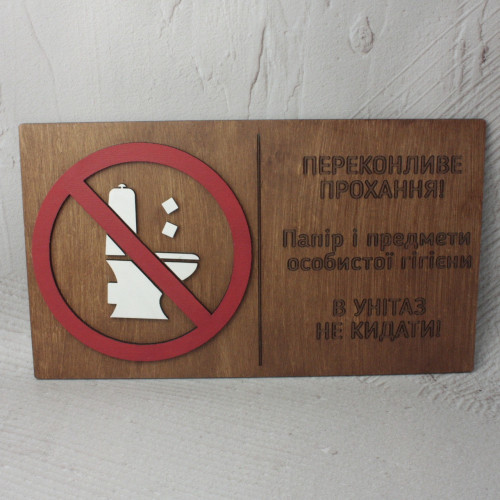 ПЕРЕКОНЛИВЕ
ПРОХАННЯ!
Папір і предмети
особистої гігієни
В УНІТАЗ
НЕ КИДАТИ!